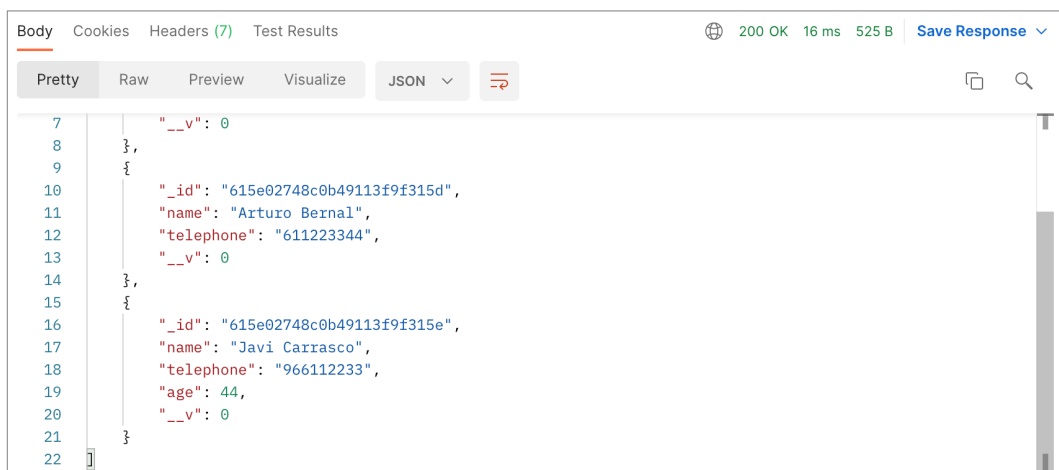 Body Cookies Headers (7) Test Results 200 OK 16 ms 525 B Save Response
Pretty Raw Preview Visualize JSON
7 "__v": 0
8 },
9 {
10 "_id": "615e02748c0b49113f9f315d",
11 "name": "Arturo Bernal",
12 "telephone": "611223344",
13 "__v": 0
14 },
15 {
16 "_id": "615e02748c0b49113f9f315e",
17 "name": "Javi Carrasco",
18 "telephone": "966112233",
19 "age": 44,
20 "__v": 0
21 }
22 ]